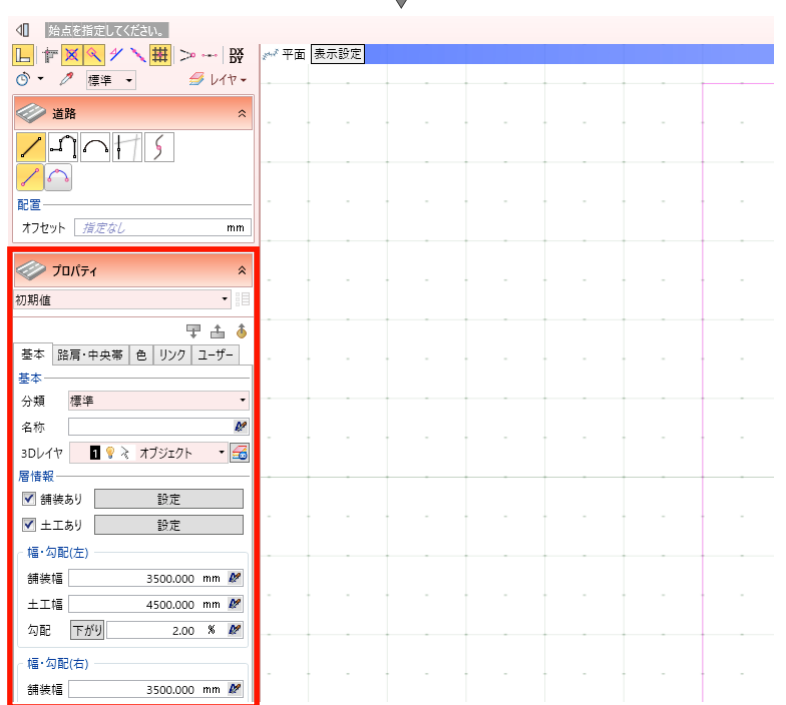 始点を指定してください。
DX
DY
平面 表示設定
標準 レイヤ
道路
配置
オフセット 指定なし mm
プロパティ
初期値
基本 路肩・中央帯 色 リンク ユーザー
基本
分類 標準
名称
3Dレイヤ 1 オブジェクト
層情報
舗装あり 設定
土工あり 設定
幅・勾配(左)
舗装幅 3500.000 mm
土工幅 4500.000 mm
勾配 下がり 2.00 %
幅・勾配(右)
舗装幅 3500.000 mm